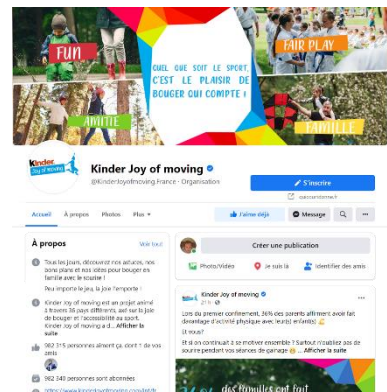 FUN
FAIR PLAY
QUEL QUE SOIT LE SPORT,
C'EST LE PLAISIR DE
BOUGER QUI COMPTE !
AMITIE
FAMILLE
Kinder
Joy of moving
Kinder Joy of moving
@KinderJoyofmoving.France · Organisation
S'inscrire
Accueil
À propos
Photos
Plus
J'aime déjà
Message
À propos
Voir tout
Tous les jours, découvrez nos astuces, nos
bons plans et nos idées pour bouger en
famille avec le sourire !
Peu importe le jeu, la joie l'emporte !
Kinder Joy of moving est un projet animé
à travers 36 pays différents, axé sur la joie
de bouger et l'accessibilité au sport.
Kinder Joy of moving a d... Afficher la
suite
982 315 personnes aiment ça, dont 1 de vos
amis
982 340 personnes sont abonnées
Créer une publication
Photo/Vidéo
Je suis là
Identifier des amis
Kinder Joy of moving
21 h
Lors du premier confinement, 36% des parents affirment avoir fait
davantage d'activité physique avec leur(s) enfant(s)
Et si on continuait à se motiver ensemble ? Surtout n'oubliez pas de
sourire pendant vos séances de gainage ... Afficher la suite
36%
des familles ont fait